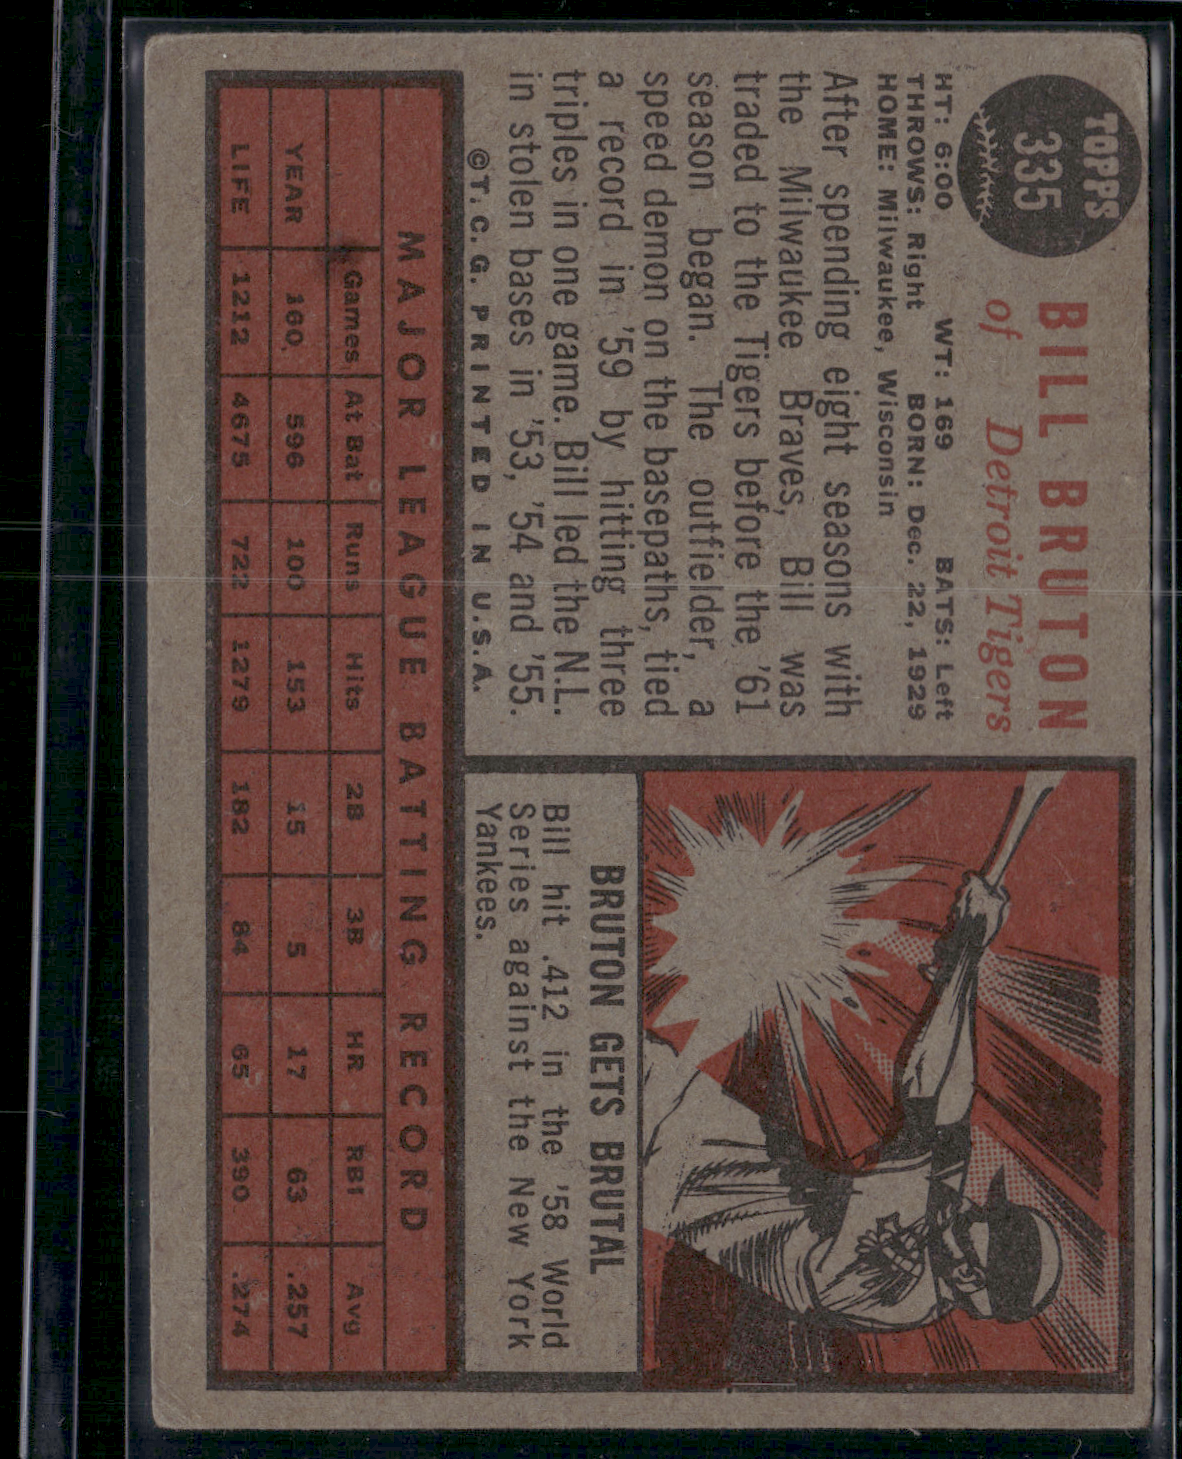 TOPPS
335
BILL BRUTON
of Detroit Tigers
HT: 6:00 WT: 169 BATS: Left
THROWS: Right BORN: Dec. 22, 1929
HOME: Milwaukee, Wisconsin
After spending eight seasons with
the Milwaukee Braves, Bill was
traded to the Tigers before the '61
season began. The outfielder, a
speed demon on the basepaths, tied
a record in '59 by hitting three
triples in one game. Bill led the N.L.
in stolen bases in '53, '54 and '55.
©T.C.G. PRINTED IN U.S.A.
BRUTON GETS BRUTAL
Bill hit .412 in the '58 World
Series against the New York
Yankees.
MAJOR LEAGUE BATTING RECORD
Games At Bat Runs Hits 2B 3B HR RBI Avg
YEAR 160 596 100 153 15 5 17 63 .257
LIFE 1212 4675 722 1279 182 84 65 390 .274